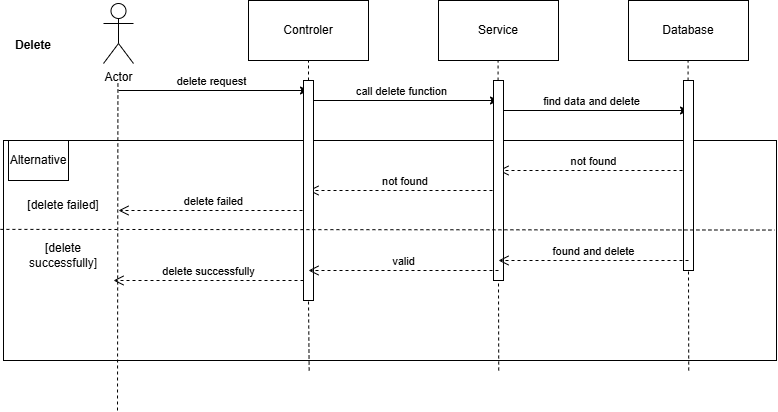 Delete
Controler
Service
Database
Actor
delete request
call delete function
find data and delete
Alternative
not found
not found
[delete failed]
delete failed
[delete
successfully]
found and delete
valid
delete successfully